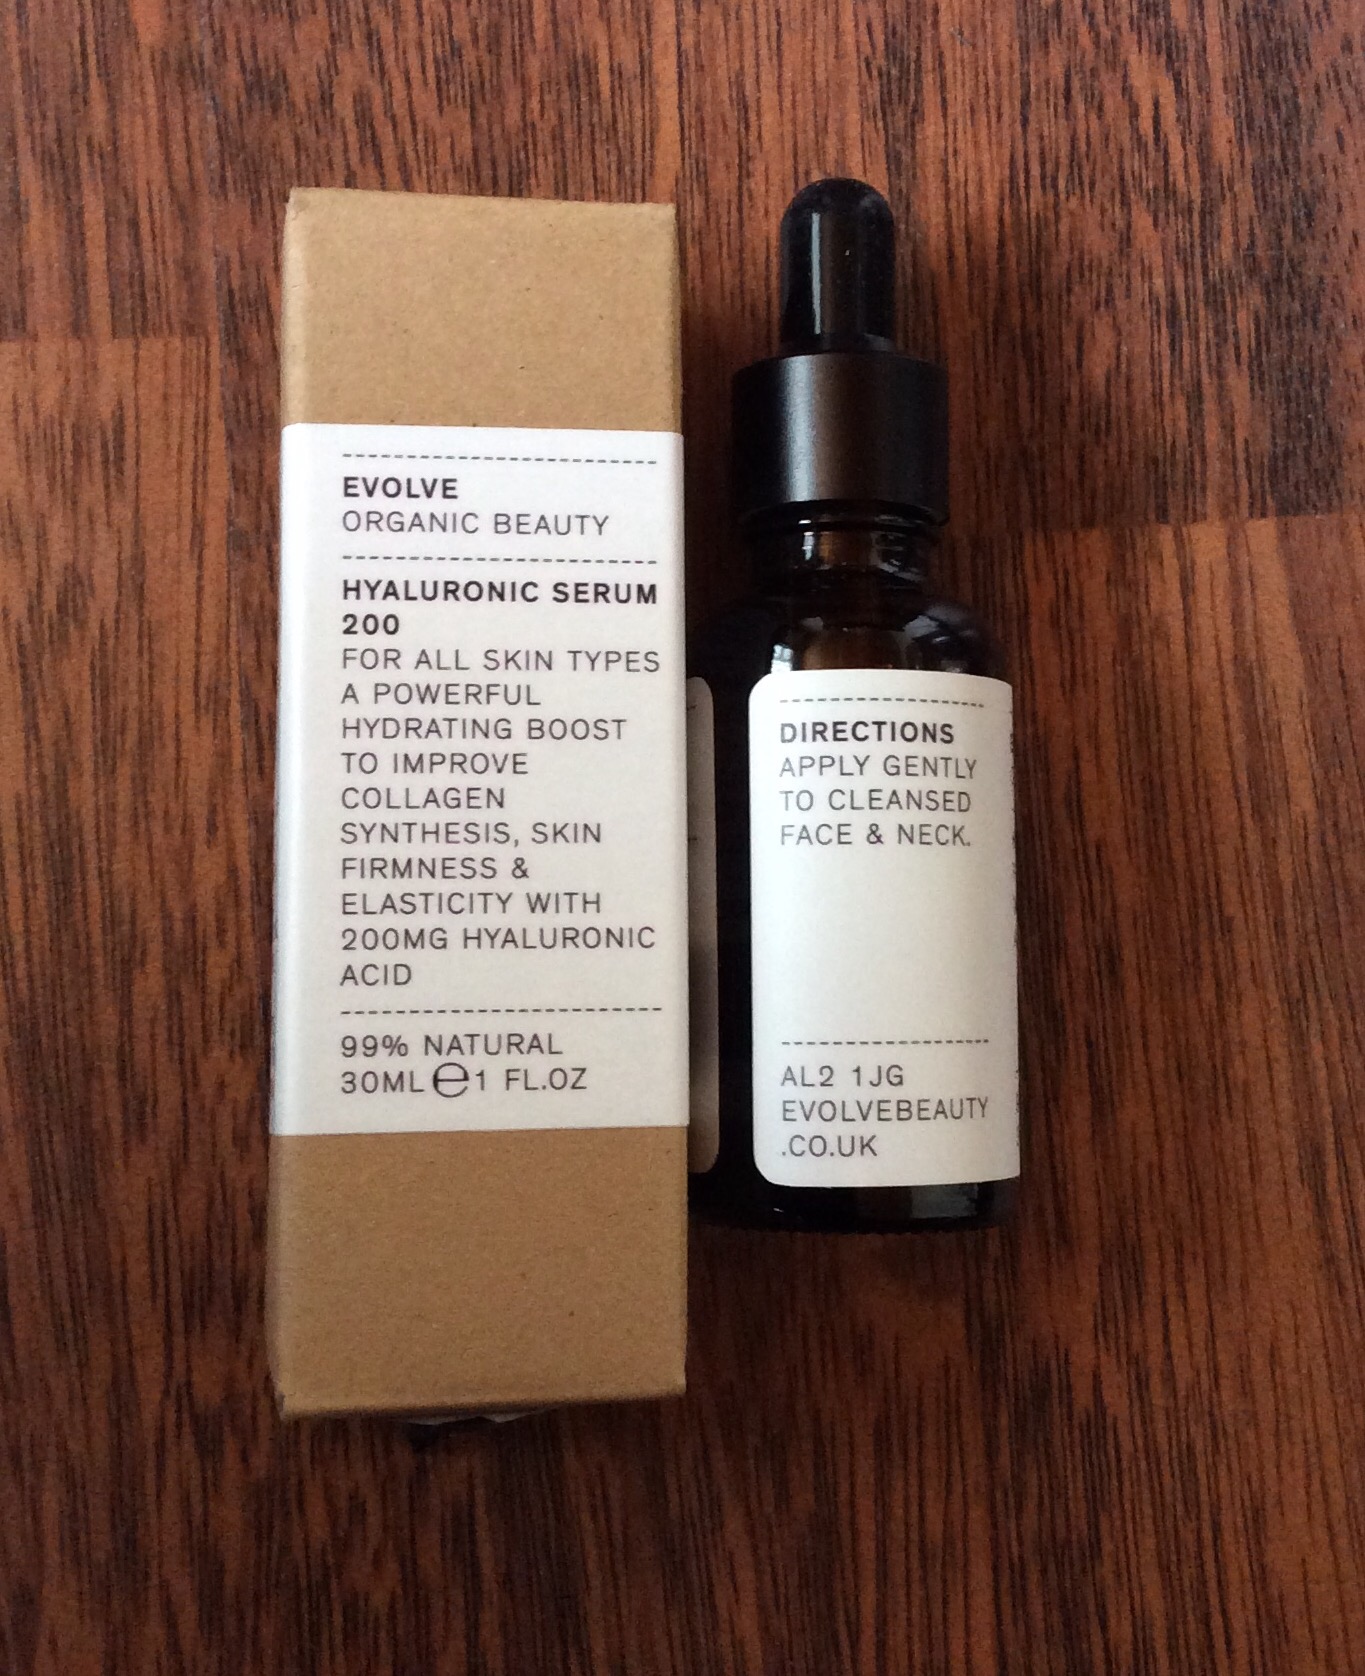 EVOLVE
ORGANIC BEAUTY
HYALURONIC SERUM
200
FOR ALL SKIN TYPES
A POWERFUL
HYDRATING BOOST
TO IMPROVE
COLLAGEN
SYNTHESIS, SKIN
FIRMNESS &
ELASTICITY WITH
200MG HYALURONIC
ACID
99% NATURAL
30ML e 1 FL.OZ
DIRECTIONS
APPLY GENTLY
TO CLEANSED
FACE & NECK.
AL2 1JG
EVOLVEBEAUTY
.CO.UK